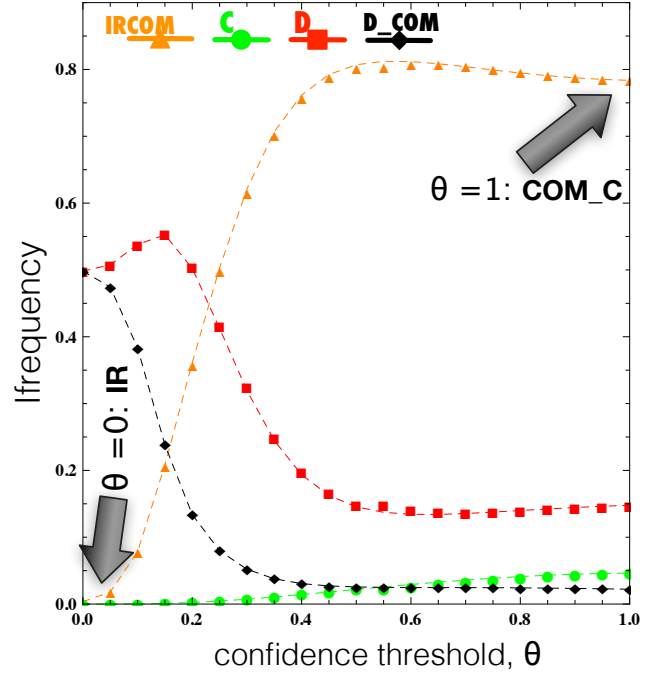 IRCOM C D D_COM
0.8
θ =1: COM_C
0.6
lfrequency
0.4
θ =0: IR
0.2
0.0
0.0 0.2 0.4 0.6 0.8 1.0
confidence threshold, θ